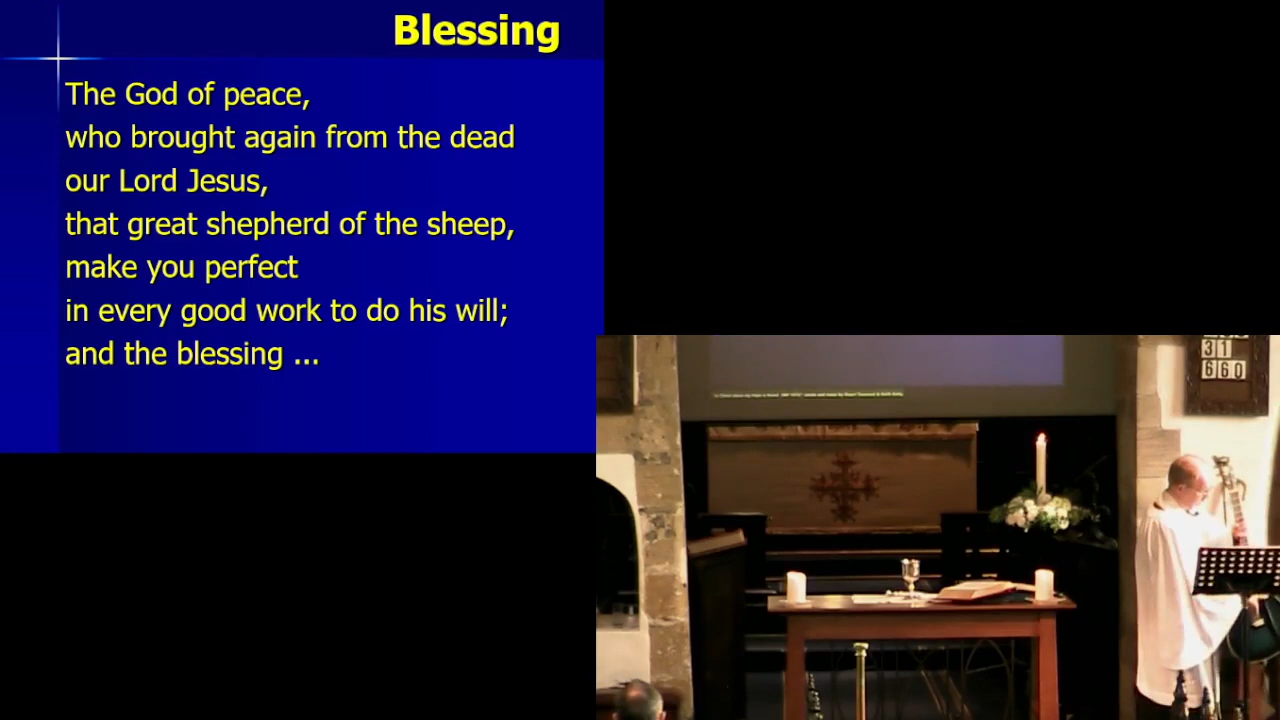 Blessing
The God of peace,
who brought again from the dead
our Lord Jesus,
that great shepherd of the sheep,
make you perfect
in every good work to do his will;
and the blessing ...
31
660